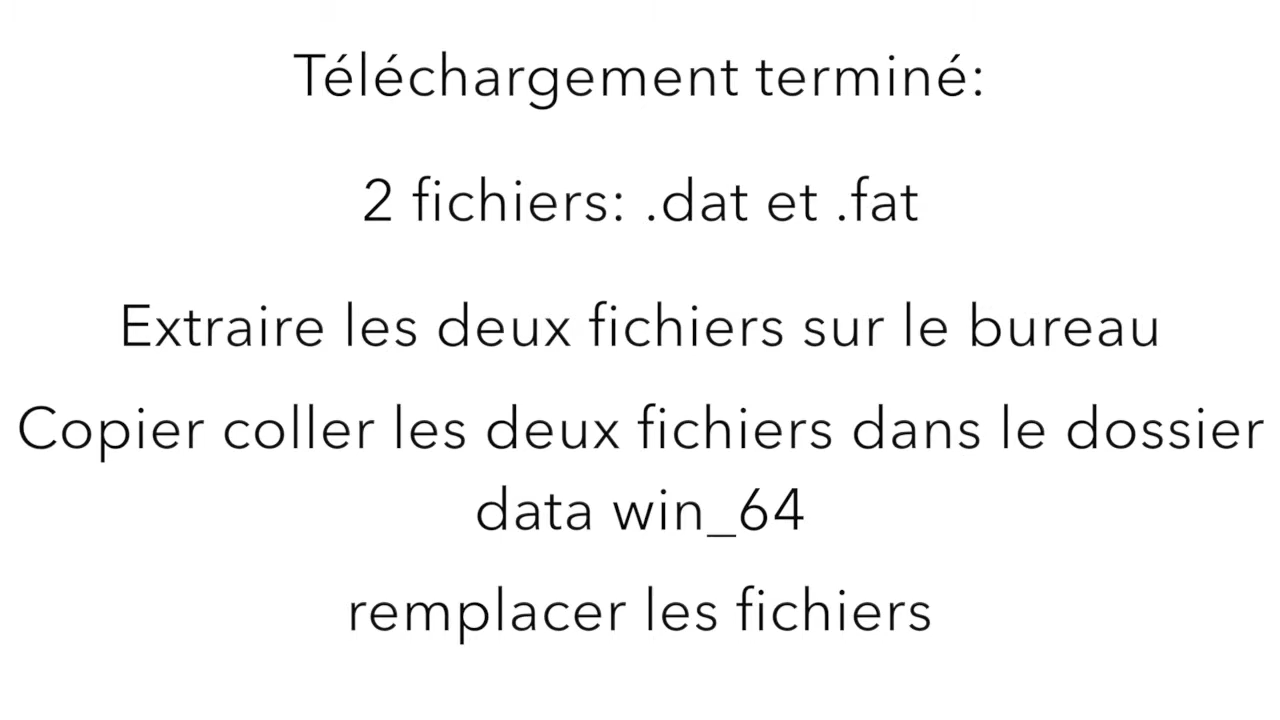 Téléchargement terminé:
2 fichiers: .dat et .fat
Extraire les deux fichiers sur le bureau
Copier coller les deux fichiers dans le dossier
data win_64
remplacer les fichiers